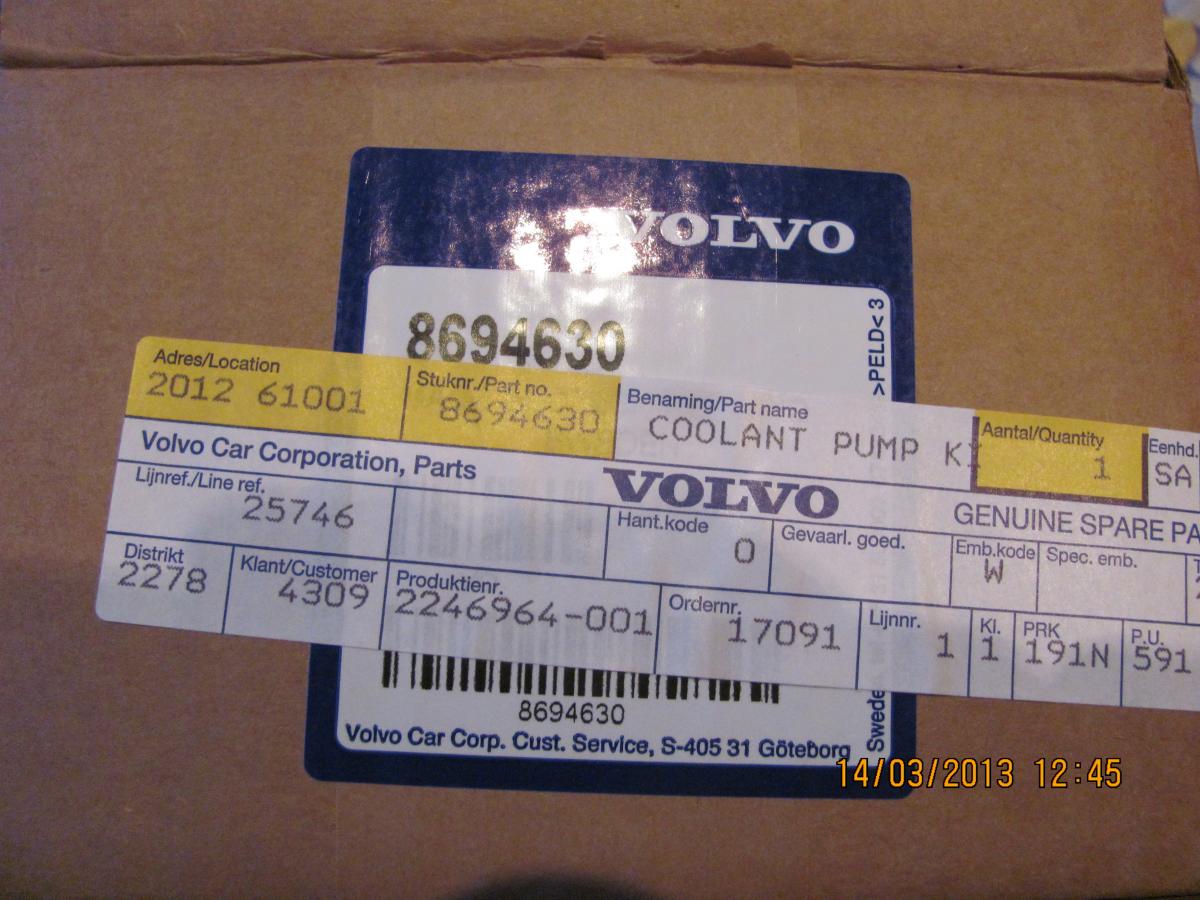 VOLVO
>PELD< 3
8694630
Adres/Location
2012 61001
Stuknr./Part no.
8694630
Benaming/Part name
COOLANT PUMP
Aantal/Quantity
1
Eenhd.
SA
Volvo Car Corporation, Parts
VOLVO
GENUINE SPARE PA
Lijnref./Line ref.
25746
Hant.kode
0
Gevaarl. goed.
Emb.kode
W
Spec. emb.
Distrikt
2278
Klant/Customer
4309
Produktienr.
2246964-001
Ordernr.
17091
Lijnnr.
1
Kl.
1
PRK
191N
P.U.
591
8694630
Volvo Car Corp. Cust. Service, S-405 31 Göteborg
Swede
14/03/2013 12:45